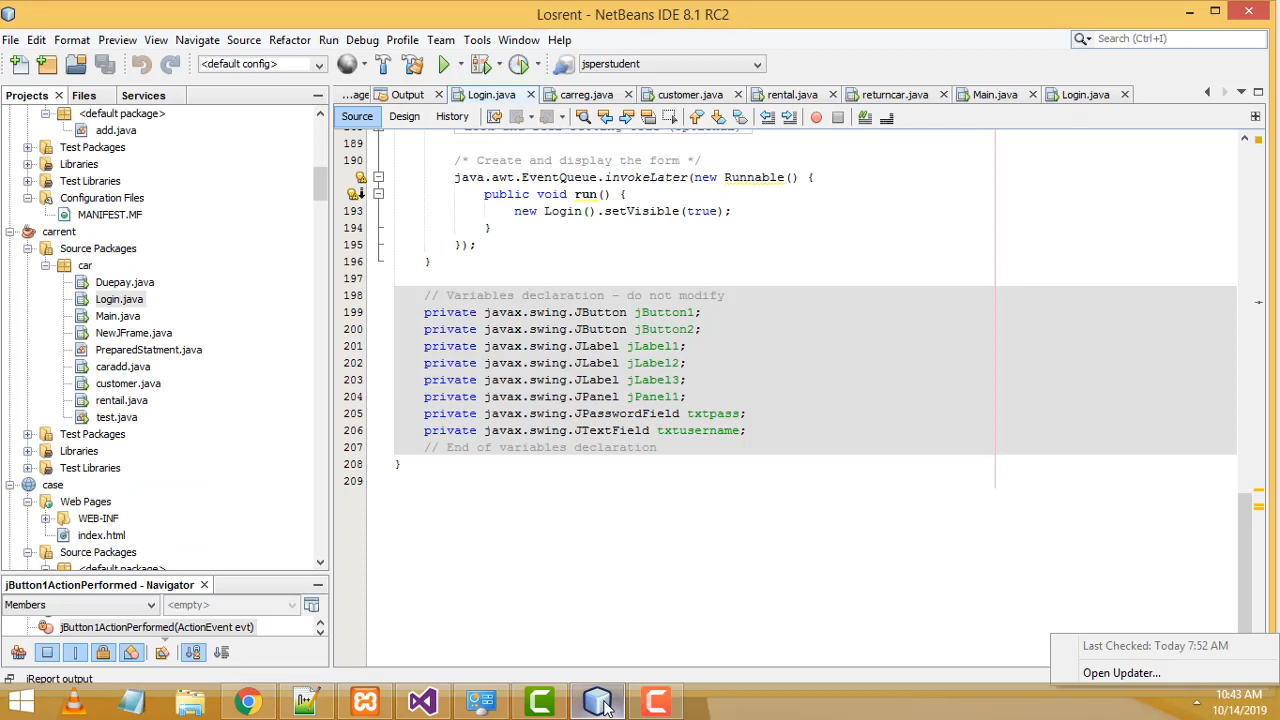 Losrent - NetBeans IDE 8.1 RC2
File Edit Format Preview View Navigate Source Refactor Run Debug Profile Team Tools Window Help
Search (Ctrl+I)
<default config>
jsperstudent
Projects Files Services
...age Output Login.java carreg.java customer.java rental.java returncar.java Main.java Login.java
Source Design History
<default package>
add.java
Test Packages
Libraries
Test Libraries
Configuration Files
MANIFEST.MF
carrent
Source Packages
car
Duepay.java
Login.java
Main.java
NewJFrame.java
PreparedStatment.java
caradd.java
customer.java
rentail.java
test.java
Test Packages
Libraries
Test Libraries
case
Web Pages
WEB-INF
index.html
Source Packages
<default package>
189
190 /* Create and display the form */
java.awt.EventQueue.invokeLater(new Runnable() {
public void run() {
193 new Login().setVisible(true);
194 }
195 });
196 }
197
198 // Variables declaration - do not modify
199 private javax.swing.JButton jButton1;
200 private javax.swing.JButton jButton2;
201 private javax.swing.JLabel jLabel1;
202 private javax.swing.JLabel jLabel2;
203 private javax.swing.JLabel jLabel3;
204 private javax.swing.JPanel jPanel1;
205 private javax.swing.JPasswordField txtpass;
206 private javax.swing.JTextField txtusername;
207 // End of variables declaration
208 }
209
jButton1ActionPerformed - Navigator
Members <empty>
jButton1ActionPerformed(ActionEvent evt)
iReport output
Last Checked: Today 7:52 AM
Open Updater...
10:43 AM
10/14/2019